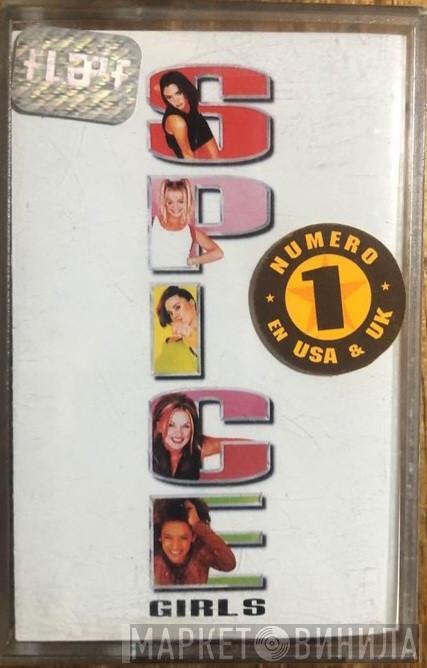 SPICE
GIRLS
NUMERO
1
EN USA & UK
МАРКЕТ ВИНИЛА